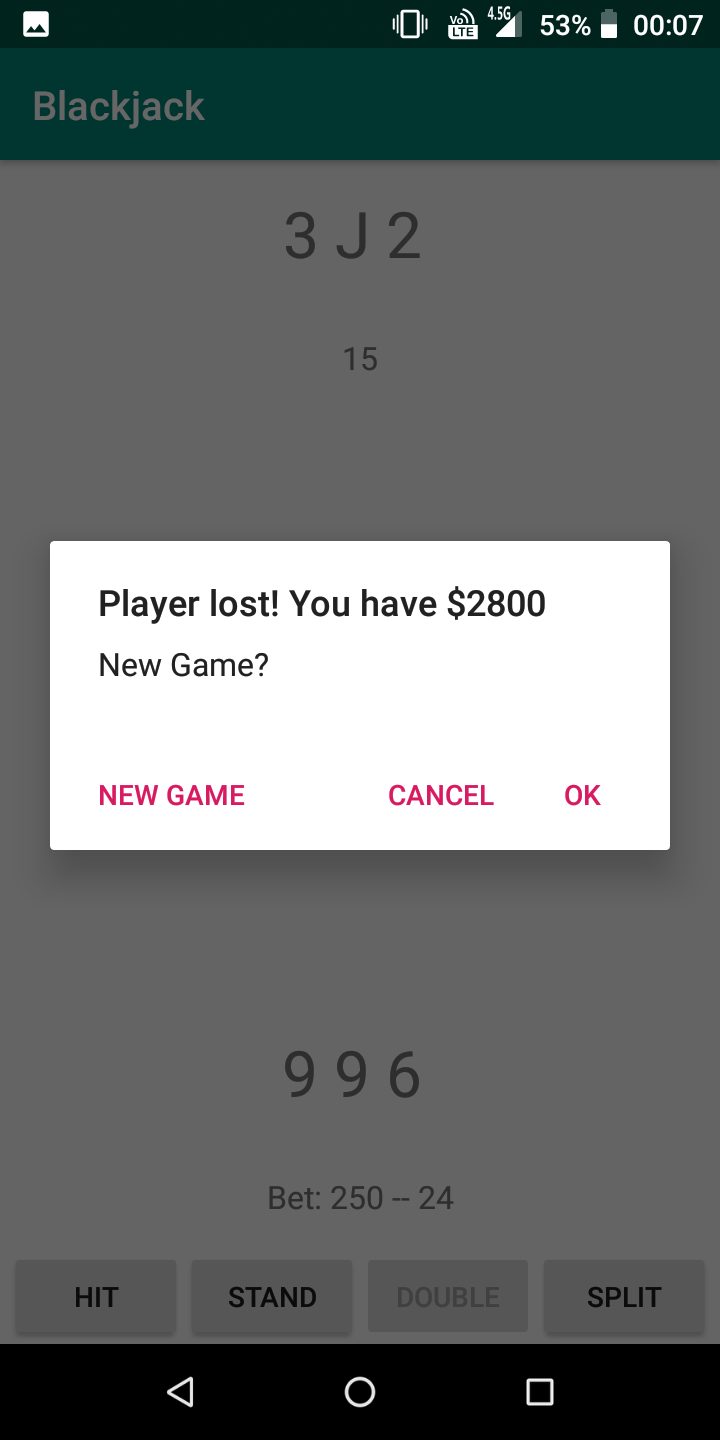 Vo LTE 4.5G 53% 00:07
Blackjack
3 J 2
15
Player lost! You have $2800
New Game?
NEW GAME CANCEL OK
9 9 6
Bet: 250 -- 24
HIT STAND DOUBLE SPLIT